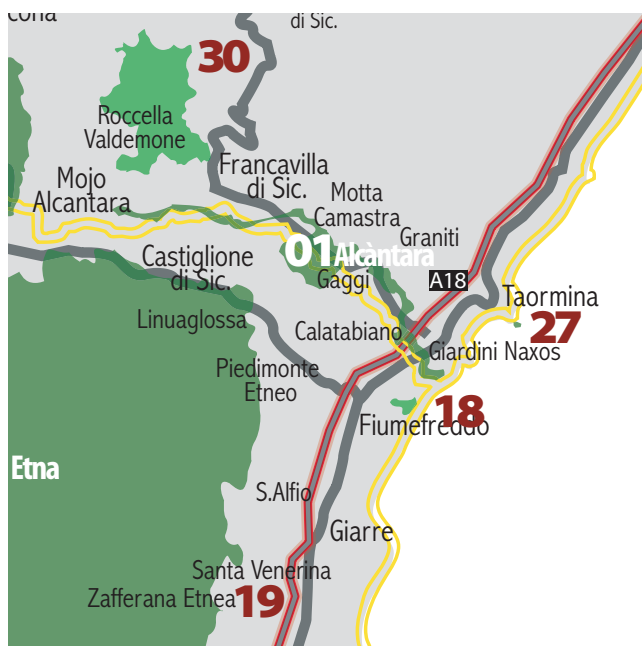 di Sic.
30
Roccella
Valdemone
Francavilla
di Sic.
Mojo
Alcantara
Motta
Camastra
Graniti
01 Alcàntara
Castiglione
di Sic.
Gaggi
A18
Taormina
Linuaglossa
Calatabiano
27
Giardini Naxos
Piedimonte
Etneo
18
Fiumefreddo
Etna
S.Alfio
Giarre
Santa Venerina
Zafferana Etnea
19